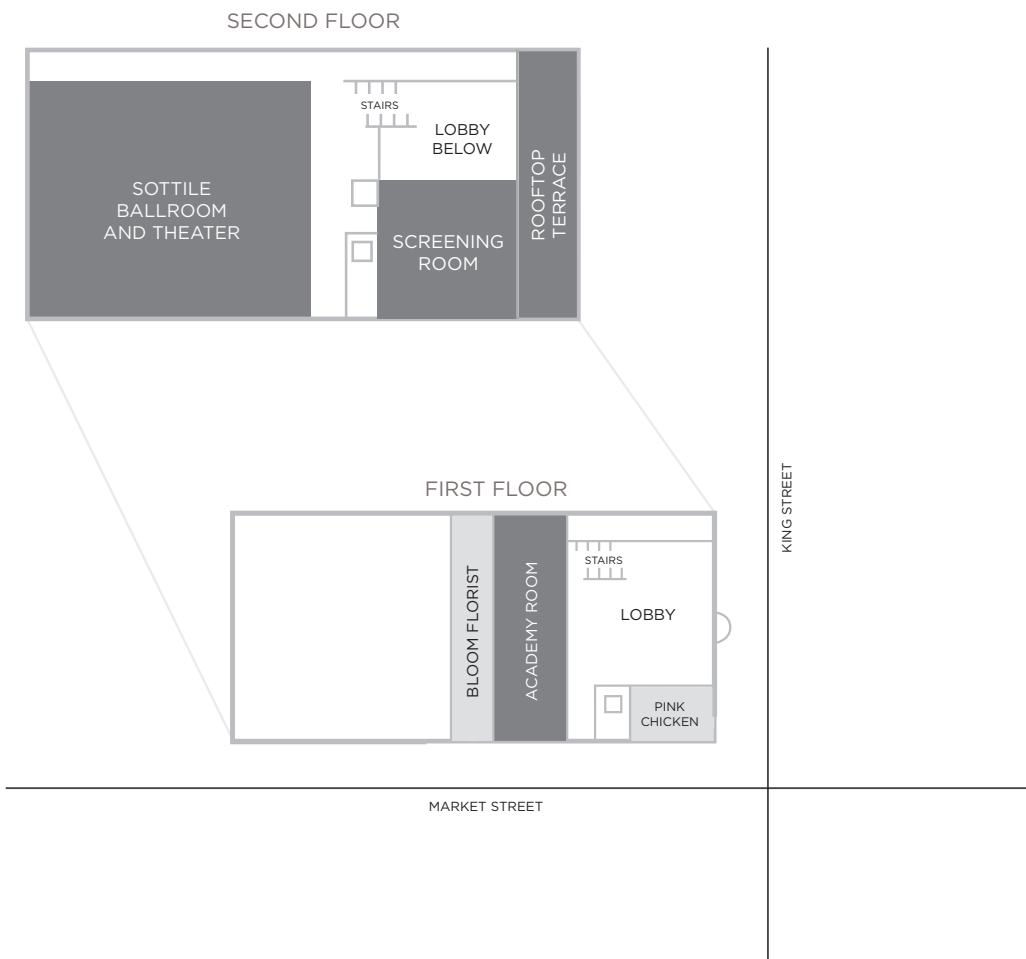 SECOND FLOOR
STAIRS
LOBBY
BELOW
SOTTILE
BALLROOM
AND THEATER
SCREENING
ROOM
ROOFTOP
TERRACE
FIRST FLOOR
KING STREET
BLOOM FLORIST
ACADEMY ROOM
STAIRS
LOBBY
PINK
CHICKEN
MARKET STREET